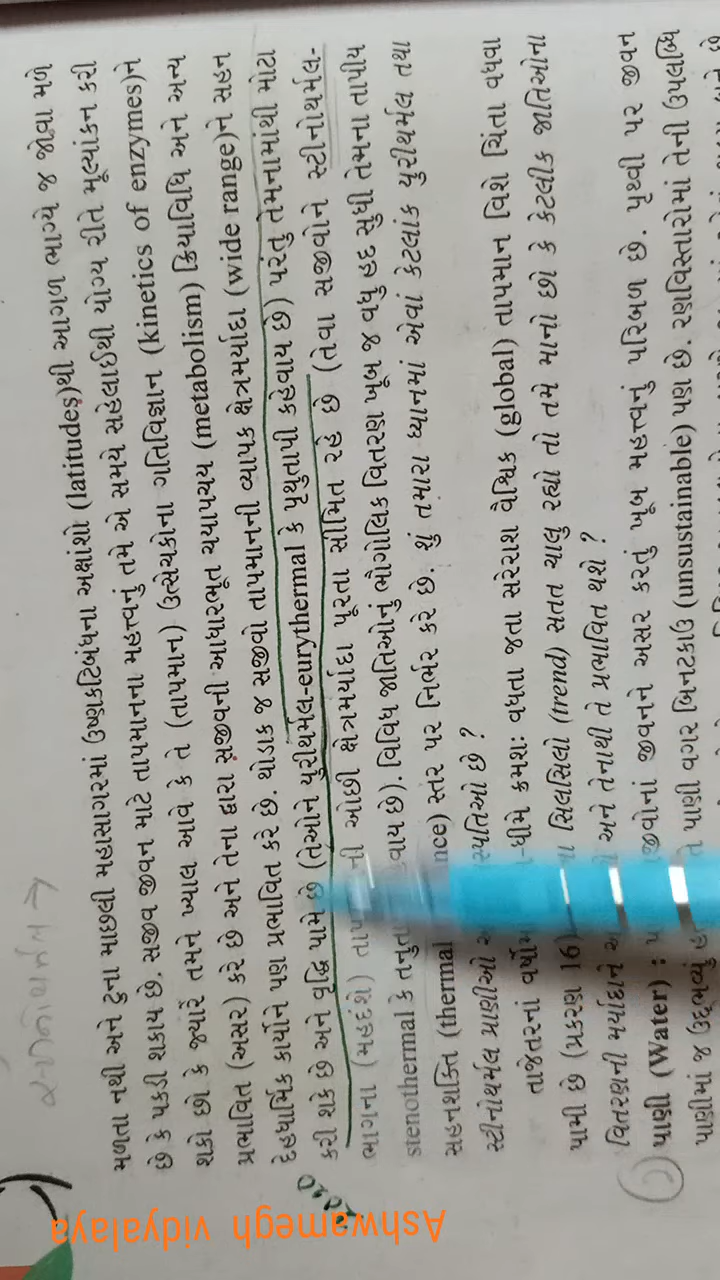 મળતા નથી અને ટુના માછલી મહાસાગરમાં ઉષ્ણકટિબંધના અક્ષાંશો (latitudes)થી આગળ ભાગ્યે જ જોવા મળે
છે કે પકડી શકાય છે. સજીવ જીવન માટે તાપમાનના મહત્ત્વનું તમે એ સમયે સહેલાઈથી યોગ્ય રીતે મૂલ્યાંકન કરી
શકો છો કે જ્યારે તમને ખ્યાલ આવે કે તે (તાપમાન) ઉત્સેચકોના ગતિવિજ્ઞાન (kinetics of enzymes)ને
પ્રભાવિત (અસર) કરે છે અને તેના દ્વારા સજીવની આધારભૂત ચયાપચય (metabolism) ક્રિયાવિધિ અને અન્ય
દેહધાર્મિક કાર્યોને પણ પ્રભાવિત કરે છે. થોડાક જ સજીવો તાપમાનની વ્યાપક ક્ષેત્રમર્યાદા (wide range)ને સહન
કરી શકે છે અને વૃદ્ધિ પામે છે (તેઓને યુરીથર્મલ-eurythermal કે પૃથુતાપી કહેવાય છે) પરંતુ તેમનામાંથી મોટા
ભાગના (મહદંશે) ની ઓછી ક્ષેત્રમર્યાદા પૂરતા સીમિત રહે છે (તેવા સજીવોને સ્ટીનોથર્મલ-
stenothermal કે વાય છે). વિવિધ જાતિઓનું ભૌગોલિક વિતરણ ખૂબ જ વધુ હદ સુધી તેમના તાપીય
સહનશક્તિ (thermal nce) સ્તર પર નિર્ભર કરે છે. શું તમારા ધ્યાનમાં એવાં કેટલાંક યુરીથર્મલ તથા
સ્ટીનોથર્મલ પ્રાણીઓ સ્પતિઓ છે ?
તાજેતરનાં વર્ષોમ -ધીમે ક્રમશઃ વધતા જતા સરેરાશ વૈશ્વિક (global) તાપમાન વિશે ચિંતા વધવા
પામી છે (પ્રકરણ 16) સિલસિલો (trend) સતત ચાલુ રહ્યો તો તમે માનો છો કે કેટલીક જાતિઓના
વિતરણની મર્યાદાને અ અને તેનાથી તે પ્રભાવિત થશે ?
પાણી (Water) : જીવોનાં જીવનને અસર કરતું ખૂબ મહત્ત્વનું પરિબળ છે. પૃથ્વી પર જીવન
પાણીમાં જ ઉદ્ભવ્યું હ પાણી વગર બિનટકાઉ (unsustainable) પણ છે. રણવિસ્તારોમાં તેની ઉપલબ્ધિ
Ashwamegh vidyalaya